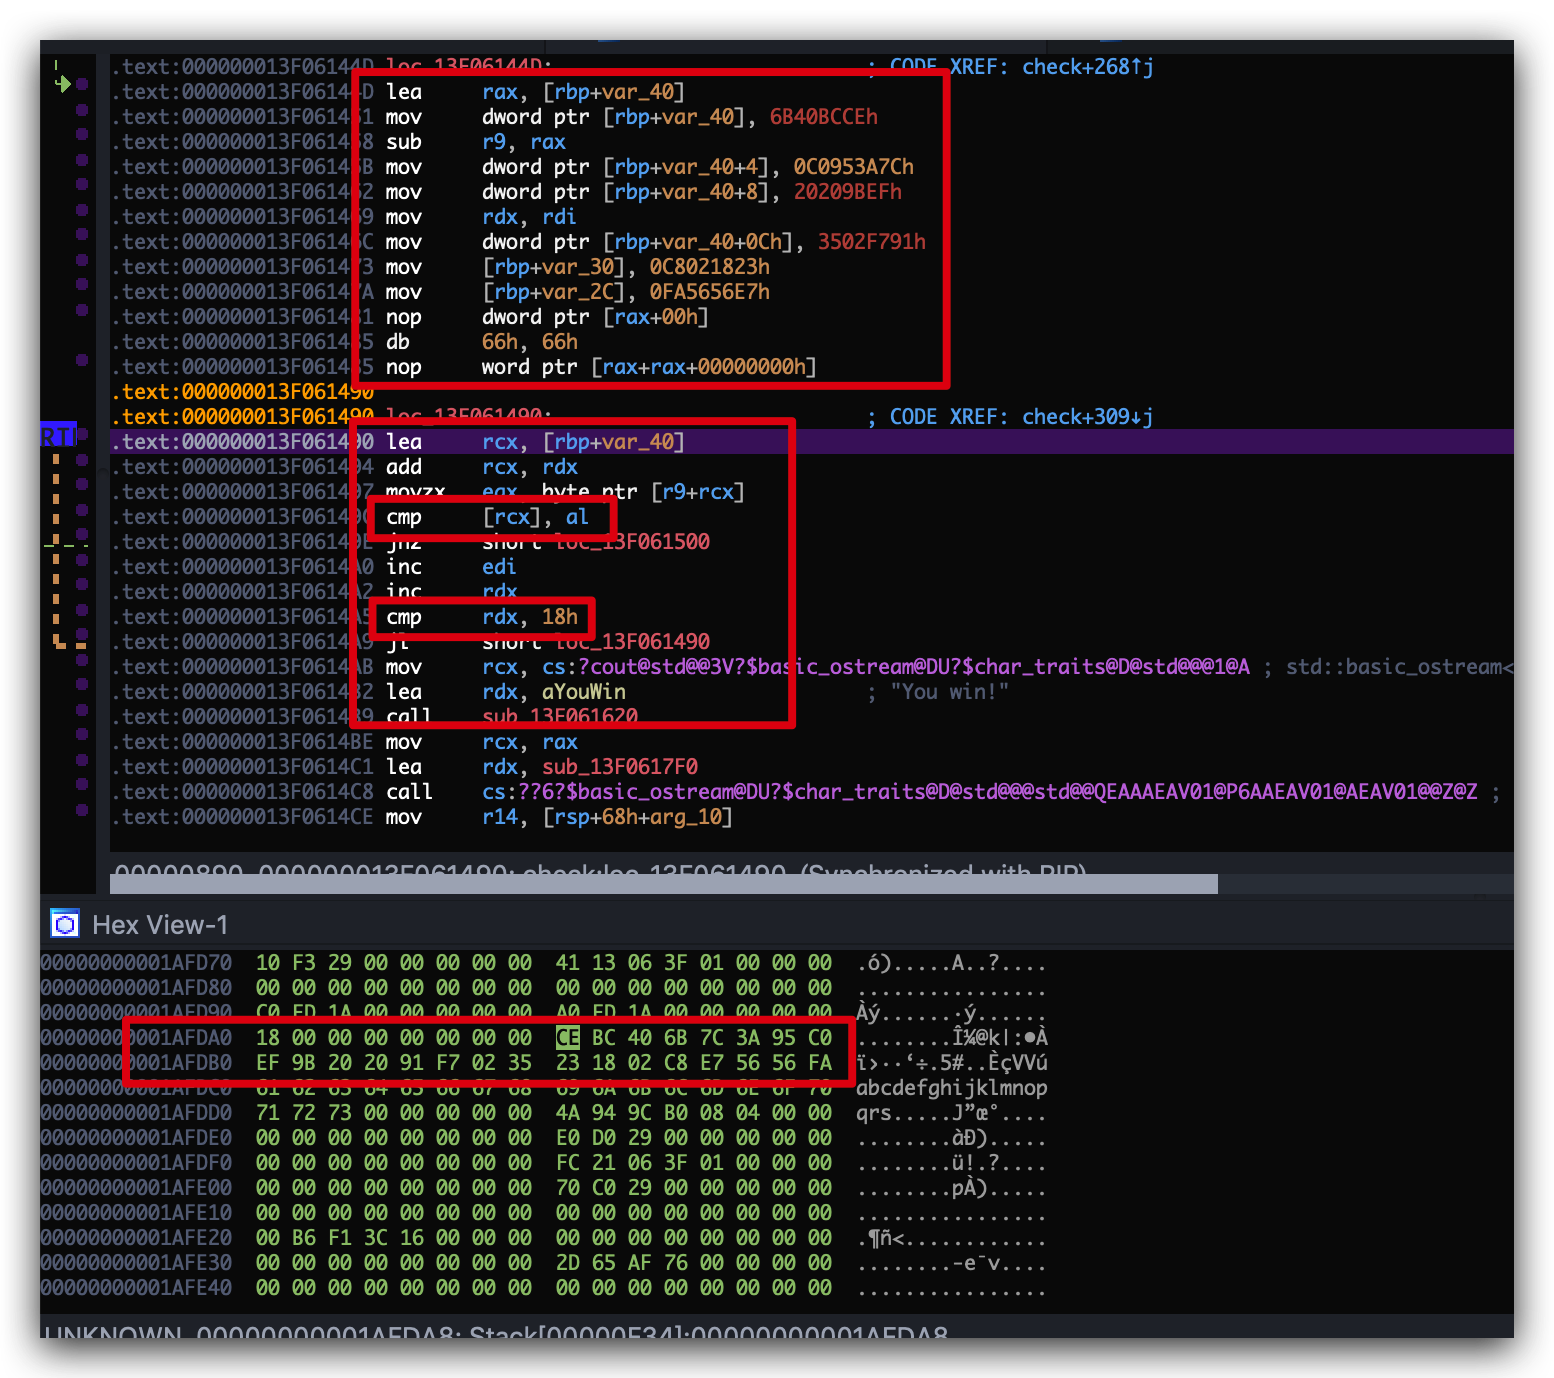 .text:000000013F06144D loc_13F06144D: ; CODE XREF: check+268↑j
.text:000000013F06144D lea rax, [rbp+var_40]
.text:000000013F061451 mov dword ptr [rbp+var_40], 6B40BCCEh
.text:000000013F061458 sub r9, rax
.text:000000013F06145B mov dword ptr [rbp+var_40+4], 0C0953A7Ch
.text:000000013F061462 mov dword ptr [rbp+var_40+8], 20209BEFh
.text:000000013F061469 mov rdx, rdi
.text:000000013F06146C mov dword ptr [rbp+var_40+0Ch], 3502F791h
.text:000000013F061473 mov [rbp+var_30], 0C8021823h
.text:000000013F06147A mov [rbp+var_2C], 0FA5656E7h
.text:000000013F061481 nop dword ptr [rax+00h]
.text:000000013F061485 db 66h, 66h
.text:000000013F061485 nop word ptr [rax+rax+00000000h]
.text:000000013F061490
.text:000000013F061490 loc_13F061490: ; CODE XREF: check+309↓j
.text:000000013F061490 lea rcx, [rbp+var_40]
.text:000000013F061494 add rcx, rdx
.text:000000013F061497 movzx eax, byte ptr [r9+rcx]
.text:000000013F06149C cmp [rcx], al
.text:000000013F06149E jnz short loc_13F061500
.text:000000013F0614A0 inc edi
.text:000000013F0614A2 inc rdx
.text:000000013F0614A5 cmp rdx, 18h
.text:000000013F0614A9 jl short loc_13F061490
.text:000000013F0614AB mov rcx, cs:?cout@std@@3V?$basic_ostream@DU?$char_traits@D@std@@@1@A ; std::basic_ostream<
.text:000000013F0614B2 lea rdx, aYouWin ; "You win!"
.text:000000013F0614B9 call sub_13F061620
.text:000000013F0614BE mov rcx, rax
.text:000000013F0614C1 lea rdx, sub_13F0617F0
.text:000000013F0614C8 call cs:??6?$basic_ostream@DU?$char_traits@D@std@@@std@@QEAAAEAV01@P6AAEAV01@AEAV01@@Z@Z ;
.text:000000013F0614CE mov r14, [rsp+68h+arg_10]
RTI
00000890 000000013F061490: check:loc_13F061490 (Synchronized with RIP)
Hex View-1
00000000001AFD70 10 F3 29 00 00 00 00 00 41 13 06 3F 01 00 00 00 .ó).....A..?....
00000000001AFD80 00 00 00 00 00 00 00 00 00 00 00 00 00 00 00 00 ................
00000000001AFD90 C0 FD 1A 00 00 00 00 00 A0 FD 1A 00 00 00 00 00 Àý.......ý.....
00000000001AFDA0 18 00 00 00 00 00 00 00 CE BC 40 6B 7C 3A 95 C0 ........Î¼@k|:•À
00000000001AFDB0 EF 9B 20 20 91 F7 02 35 23 18 02 C8 E7 56 56 FA ï›··‘÷.5#..ÈçVVú
00000000001AFDC0 61 62 63 64 65 66 67 68 69 6A 6B 6C 6D 6E 6F 70 abcdefghijklmnop
00000000001AFDD0 71 72 73 00 00 00 00 00 4A 94 9C B0 08 04 00 00 qrs.....J”œ°....
00000000001AFDE0 00 00 00 00 00 00 00 00 E0 D0 29 00 00 00 00 00 ........àÐ).....
00000000001AFDF0 00 00 00 00 00 00 00 00 FC 21 06 3F 01 00 00 00 ........ü!.?....
00000000001AFE00 00 00 00 00 00 00 00 00 70 C0 29 00 00 00 00 00 ........pÀ).....
00000000001AFE10 00 00 00 00 00 00 00 00 00 00 00 00 00 00 00 00 ................
00000000001AFE20 00 B6 F1 3C 16 00 00 00 00 00 00 00 00 00 00 00 .¶ñ<............
00000000001AFE30 00 00 00 00 00 00 00 00 2D 65 AF 76 00 00 00 00 ........-e¯v....
00000000001AFE40 00 00 00 00 00 00 00 00 00 00 00 00 00 00 00 00 ................
UNKNOWN 00000000001AFDA8: Stack[00000E34]:00000000001AFDA8